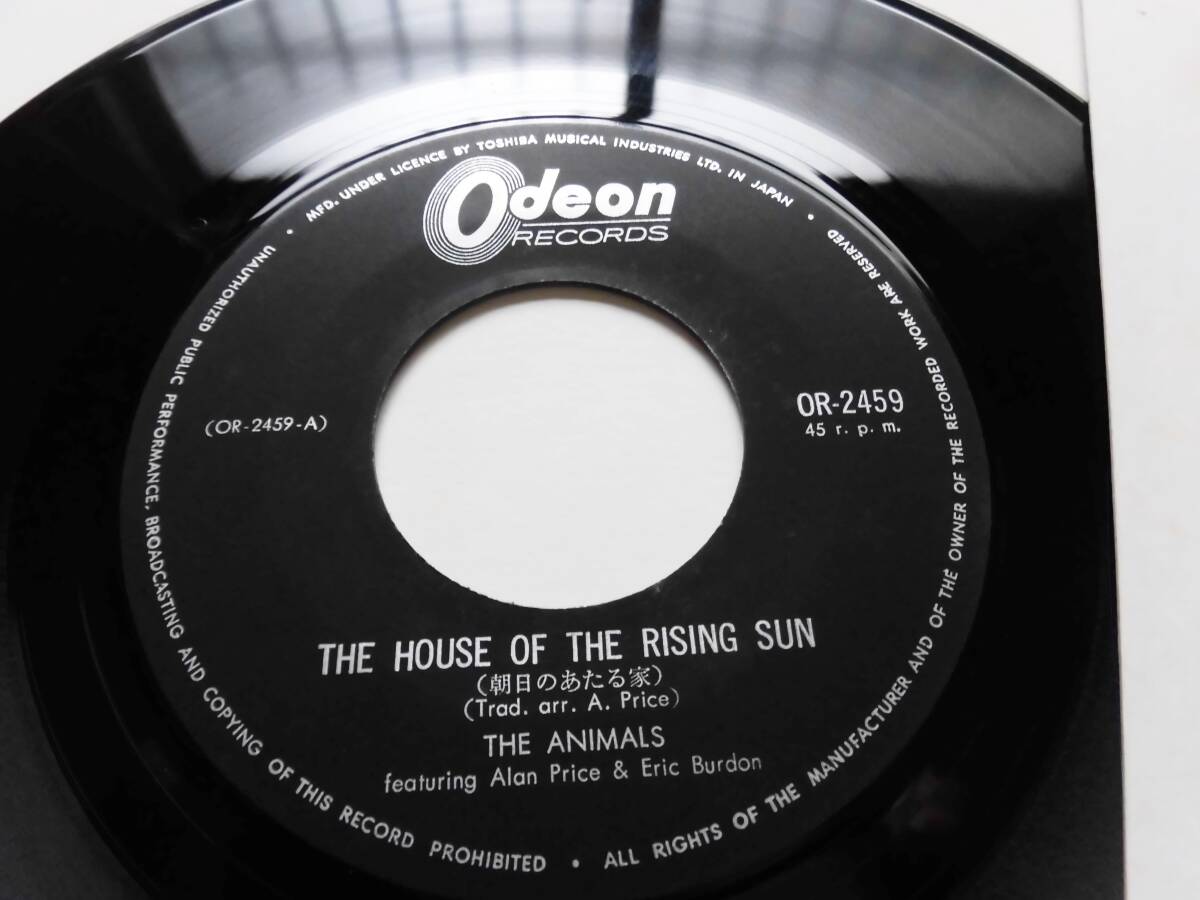 MFD. UNDER LICENCE BY TOSHIBA MUSICAL INDUSTRIES LTD. IN JAPAN •
Odeon
RECORDS
(OR-2459-A)
OR-2459
45 r. p. m.
THE HOUSE OF THE RISING SUN
(朝日のあたる家)
(Trad. arr. A. Price)
THE ANIMALS
featuring Alan Price & Eric Burdon
UNAUTHORIZED PUBLIC PERFORMANCE, BROADCASTING AND COPYING OF THIS RECORD PROHIBITED • ALL RIGHTS OF THE MANUFACTURER AND OF THE OWNER OF THE RECORDED WORK ARE RESERVED •